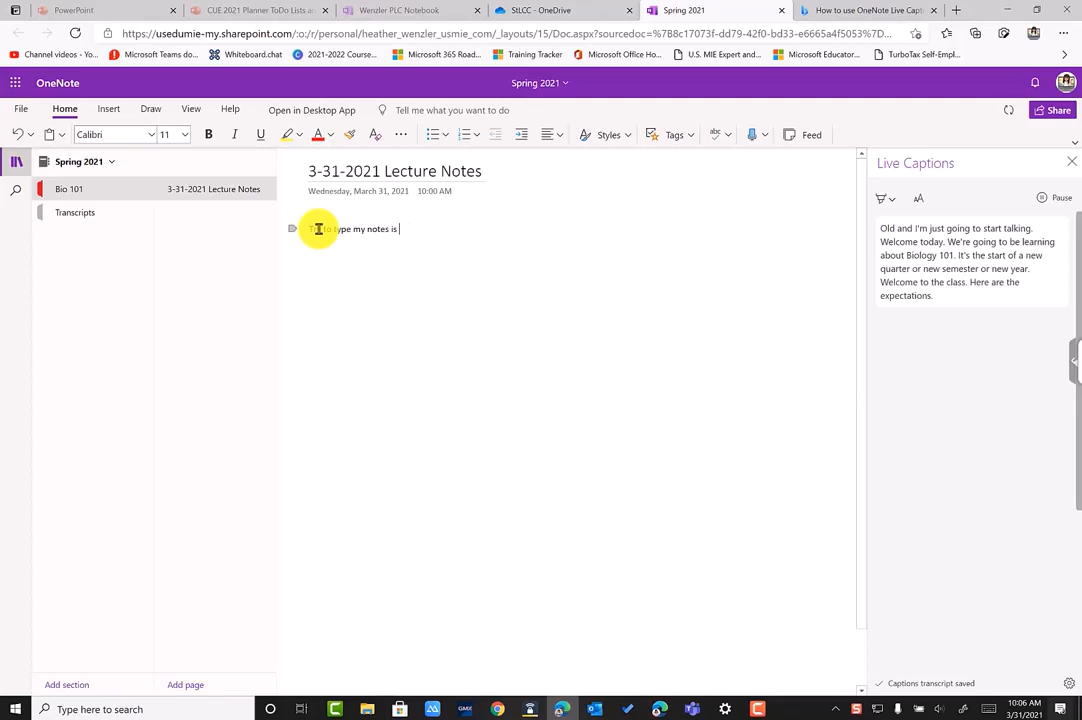 PowerPoint
CUE 2021 Planner ToDo Lists a
Wenzler PLC Notebook
StLCC - OneDrive
Spring 2021
How to use OneNote Live Capt
https://usedumie-my.sharepoint.com/:o:/r/personal/heather_wenzler_usmie_com/_layouts/15/Doc.aspx?sourcedoc=%7B8c17073f-dd79-42f0-bd33-e6665a4f5053%7D...
Channel videos - Yo...
Microsoft Teams do...
Whiteboard.chat
2021-2022 Course...
Microsoft 365 Road...
Training Tracker
Microsoft Office Ho...
U.S. MIE Expert and...
Microsoft Educator...
TurboTax Self-Empl...
OneNote
Spring 2021
File
Home
Insert
Draw
View
Help
Open in Desktop App
Tell me what you want to do
Share
Calibri
11
B
I
U
A
Styles
Tags
Feed
Spring 2021
Bio 101
3-31-2021 Lecture Notes
Transcripts
3-31-2021 Lecture Notes
Wednesday, March 31, 2021 10:00 AM
to type my notes is
Live Captions
Pause
Old and I'm just going to start talking.
Welcome today. We're going to be learning
about Biology 101. It's the start of a new
quarter or new semester or new year.
Welcome to the class. Here are the
expectations.
Captions transcript saved
Add section
Add page
Type here to search
10:06 AM
3/31/2021